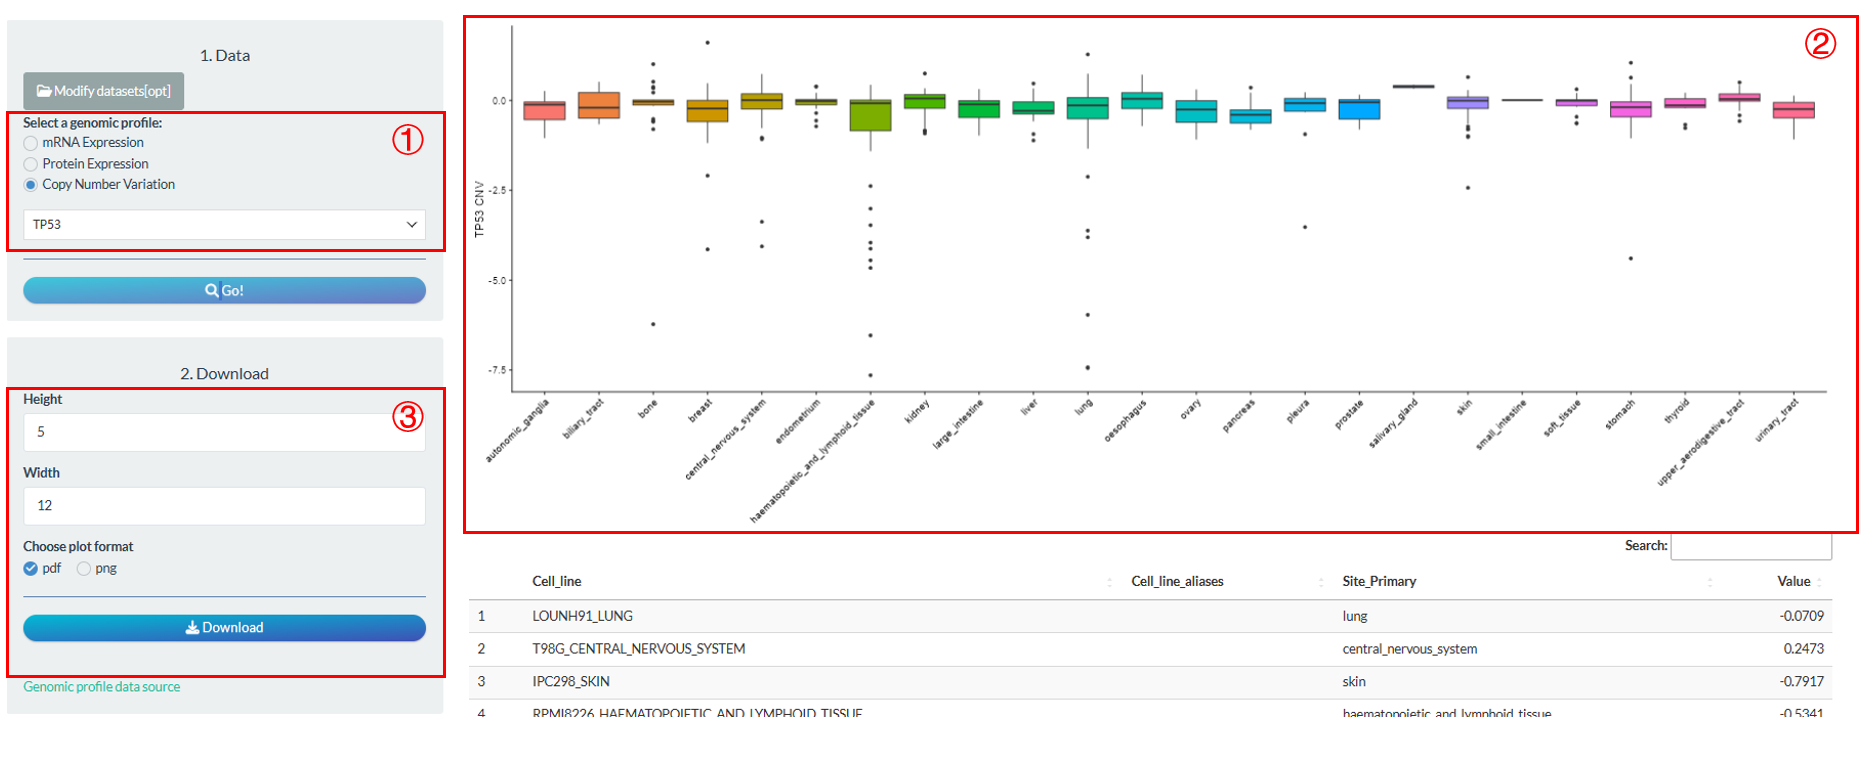 1. Data
Modify datasets[opt]
Select a genomic profile:
①
mRNA Expression
Protein Expression
Copy Number Variation
TP53
Go!
2. Download
Height
③
5
Width
12
Choose plot format
pdf png
Download
Genomic profile data source
②
TP53 CNV
0.0
-2.5
-5.0
-7.5
autonomic_ganglia
biliary_tract
bone
breast
central_nervous_system
endometrium
haematopoietic_and_lymphoid_tissue
kidney
large_intestine
liver
lung
oesophagus
ovary
pancreas
pleura
prostate
salivary_gland
skin
small_intestine
soft_tissue
stomach
thyroid
upper_aerodigestive_tract
urinary_tract
Search:
Cell_line Cell_line_aliases Site_Primary Value
1 LOUNH91_LUNG lung -0.0709
2 T98G_CENTRAL_NERVOUS_SYSTEM central_nervous_system 0.2473
3 IPC298_SKIN skin -0.7917
4 RPMI8226_HAEMATOPOIETIC_AND_LYMPHOID_TISSUE haematopoietic_and_lymphoid_tissue -0.5341